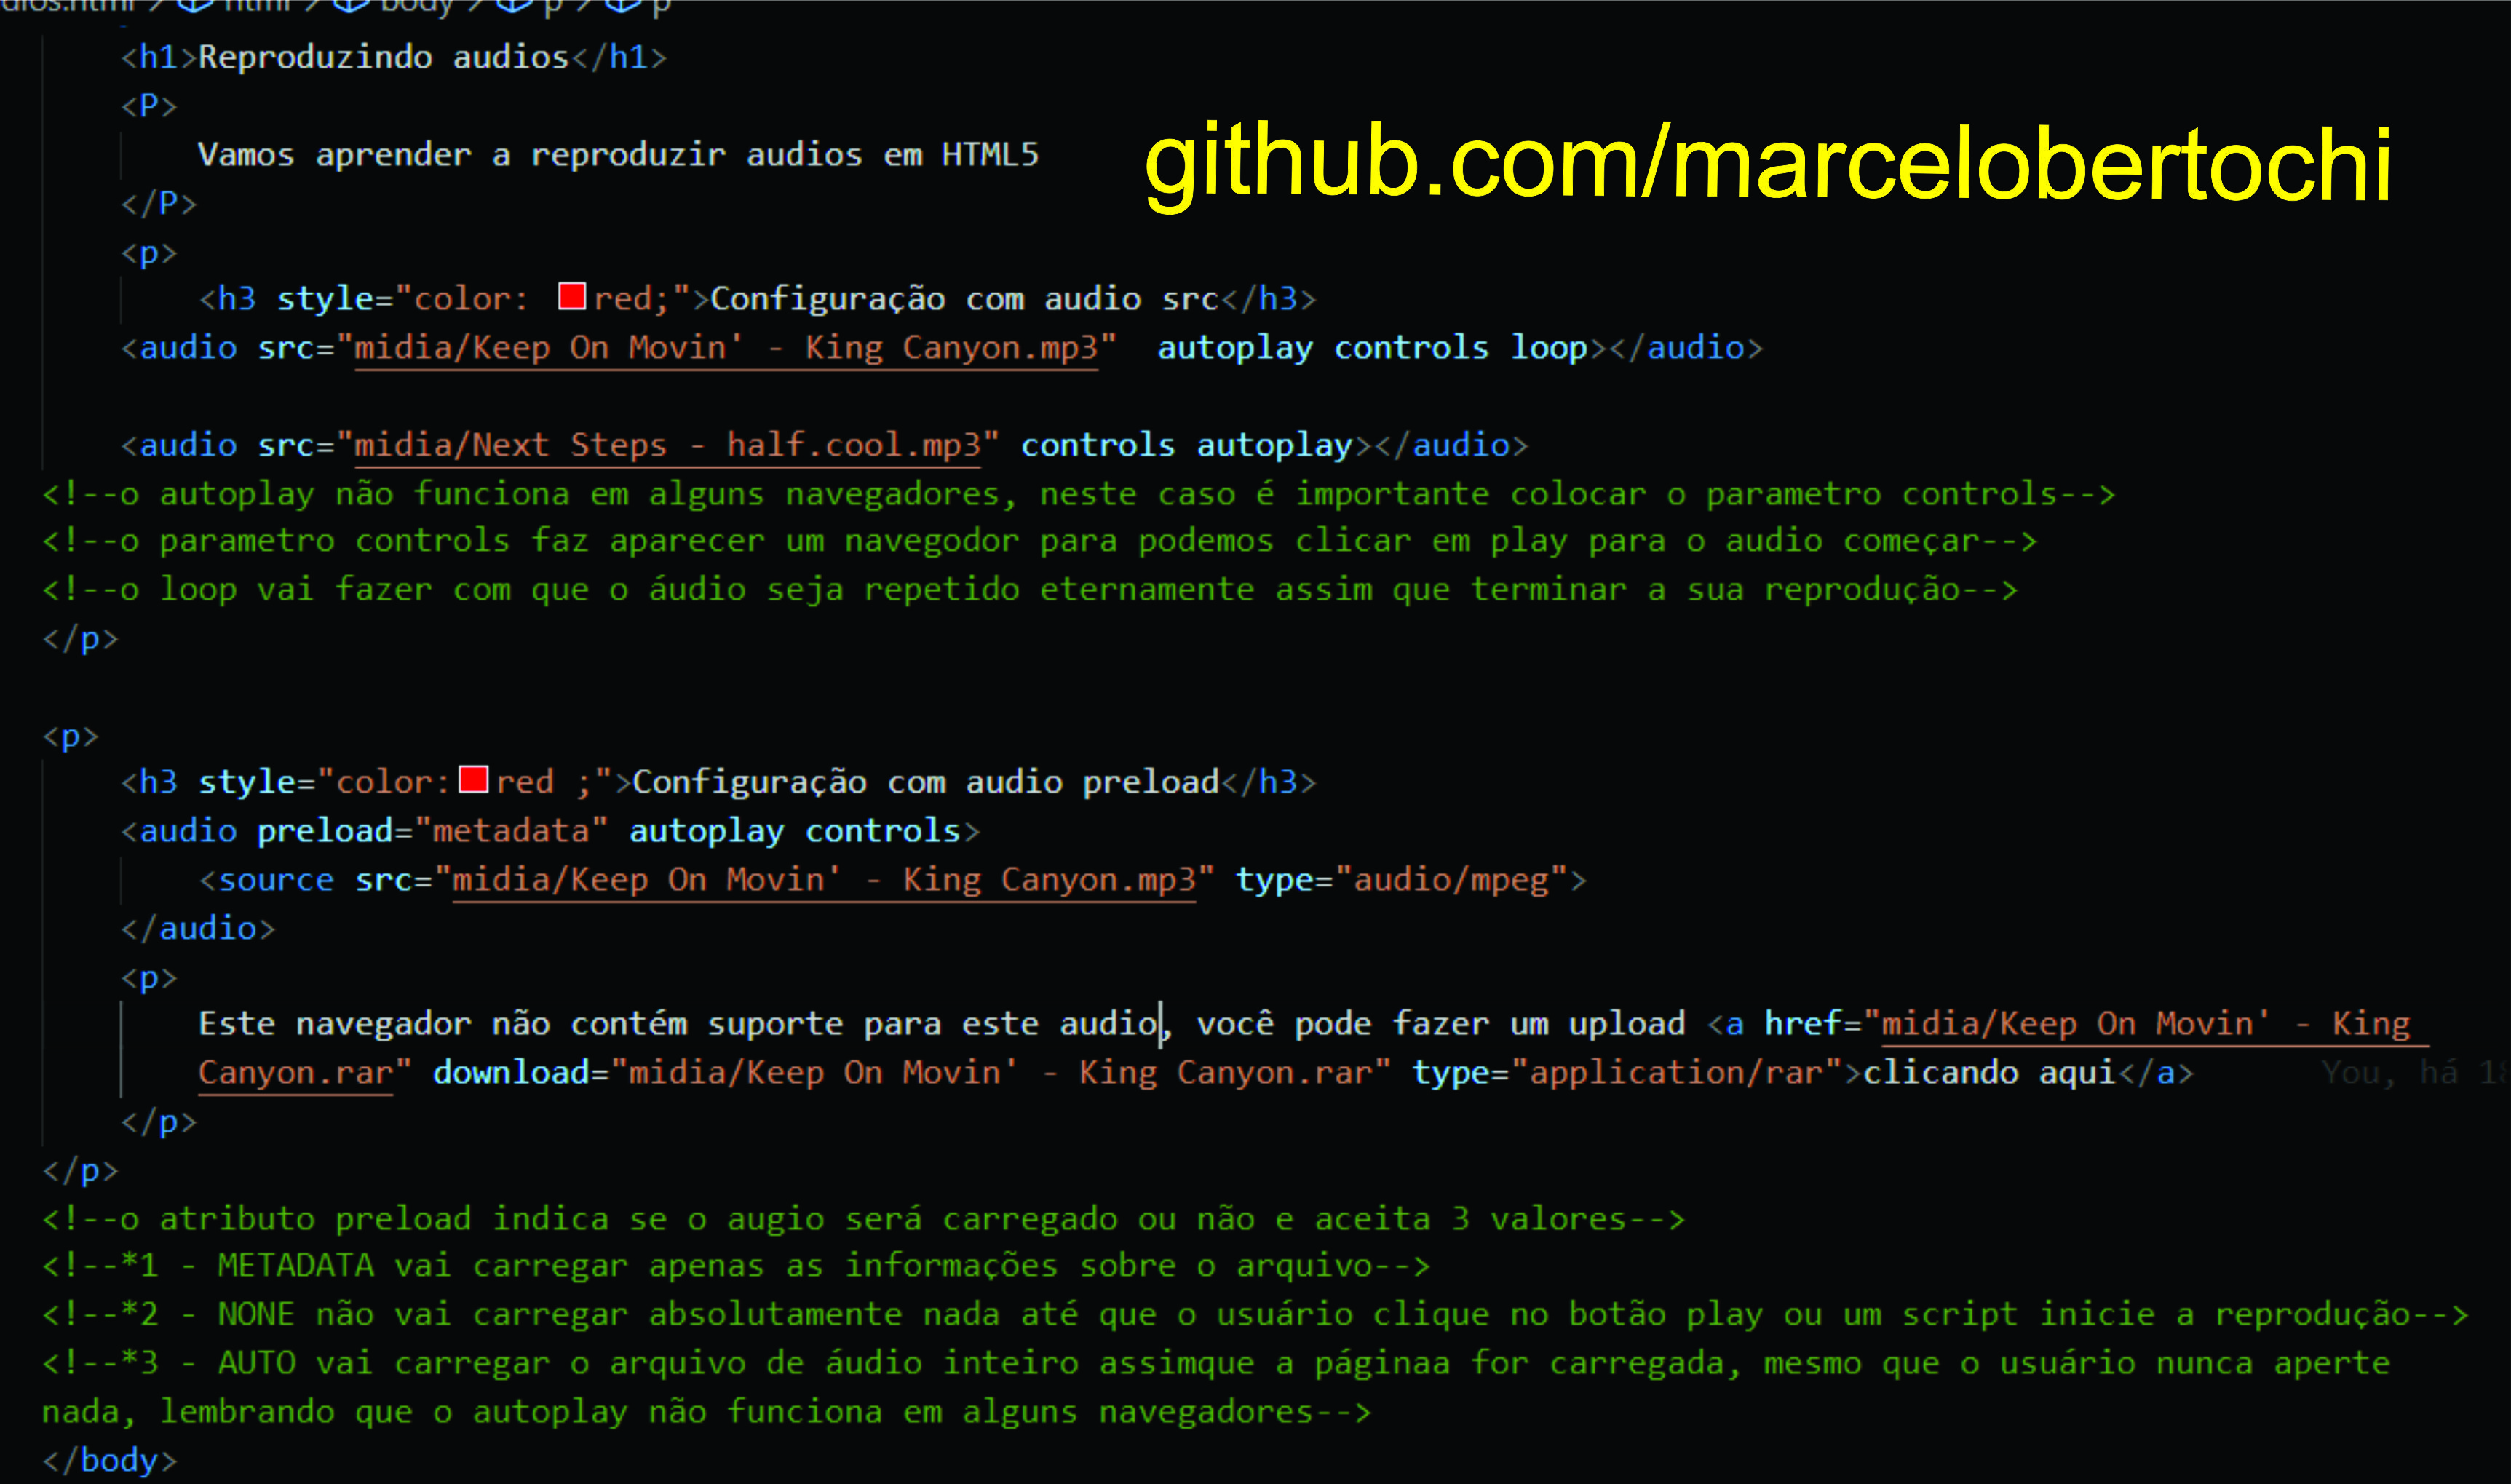 dios.html > html > body > p > p
<h1>Reproduzindo audios</h1>
<P>
Vamos aprender a reproduzir audios em HTML5
github.com/marcelobertochi
</P>
<p>
<h3 style="color: red;">Configuração com audio src</h3>
<audio src="midia/Keep On Movin' - King Canyon.mp3"  autoplay controls loop></audio>
<audio src="midia/Next Steps - half.cool.mp3" controls autoplay></audio>
<!--o autoplay não funciona em alguns navegadores, neste caso é importante colocar o parametro controls-->
<!--o parametro controls faz aparecer um navegodor para podemos clicar em play para o audio começar-->
<!--o loop vai fazer com que o áudio seja repetido eternamente assim que terminar a sua reprodução-->
</p>
<p>
<h3 style="color:red ;">Configuração com audio preload</h3>
<audio preload="metadata" autoplay controls>
<source src="midia/Keep On Movin' - King Canyon.mp3" type="audio/mpeg">
</audio>
<p>
Este navegador não contém suporte para este audio, você pode fazer um upload <a href="midia/Keep On Movin' - King
Canyon.rar" download="midia/Keep On Movin' - King Canyon.rar" type="application/rar">clicando aqui</a> You, há
</p>
</p>
<!--o atributo preload indica se o augio será carregado ou não e aceita 3 valores-->
<!--*1 - METADATA vai carregar apenas as informações sobre o arquivo-->
<!--*2 - NONE não vai carregar absolutamente nada até que o usuário clique no botão play ou um script inicie a reprodução-->
<!--*3 - AUTO vai carregar o arquivo de áudio inteiro assimque a páginaa for carregada, mesmo que o usuário nunca aperte
nada, lembrando que o autoplay não funciona em alguns navegadores-->
</body>